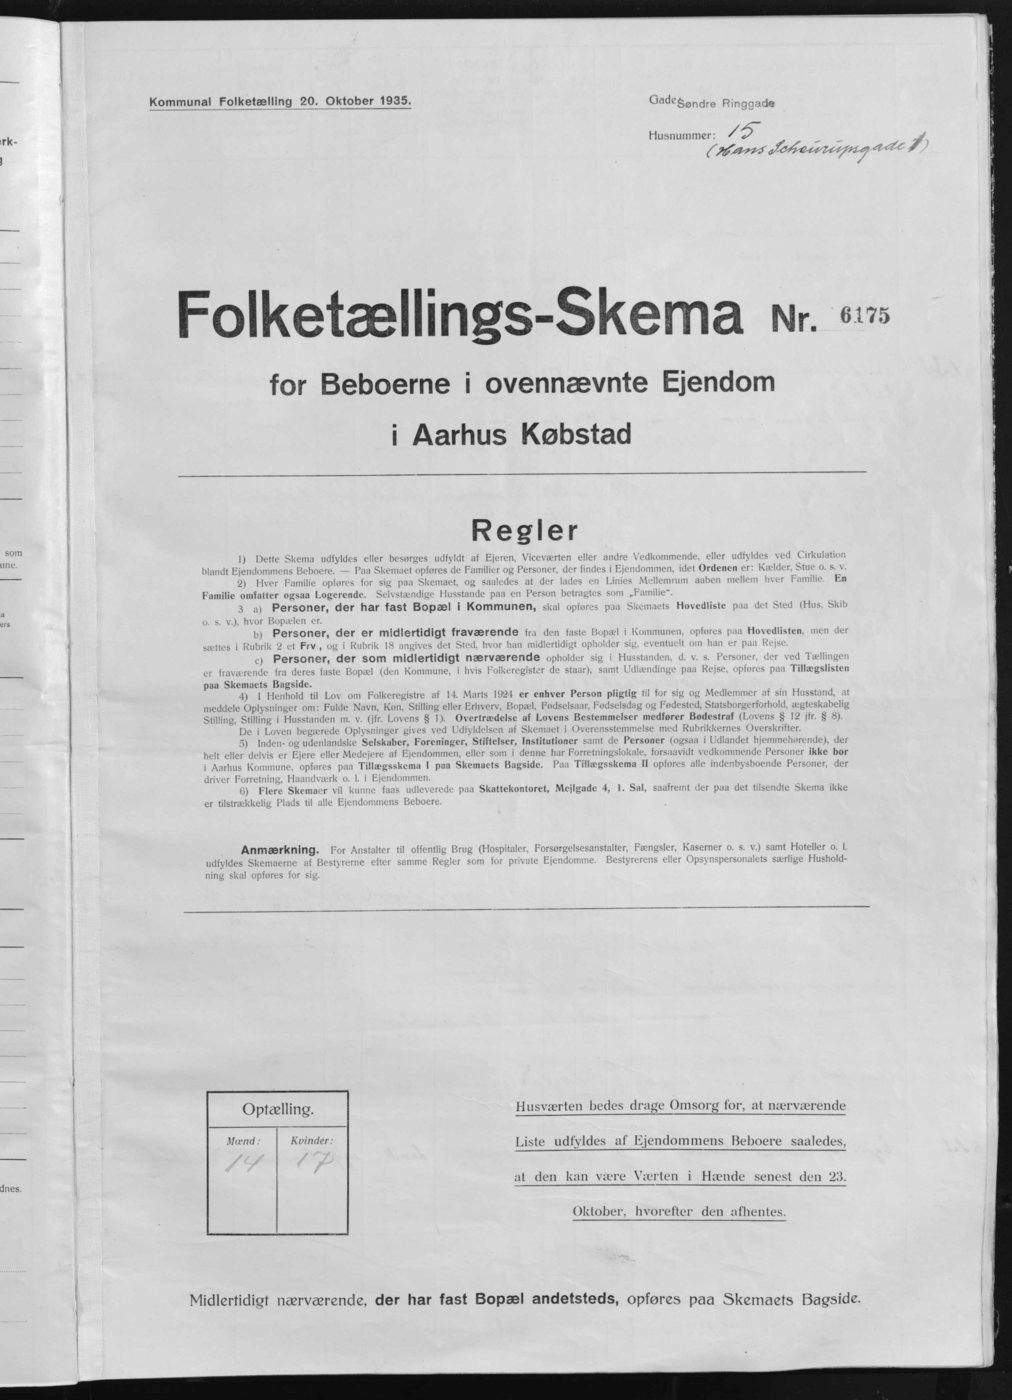 Kommunal Folketælling 20. Oktober 1935.
Gade: Søndre Ringgade
Husnummer: 15
(Hans Scheurupsgade 1)
Folketællings-Skema Nr. 6175
for Beboerne i ovennævnte Ejendom
i Aarhus Købstad
Regler
1) Dette Skema udfyldes eller besørges udfyldt af Ejeren, Viceværten eller andre Vedkommende, eller udfyldes ved Cirkulation
blandt Ejendommens Beboere. — Paa Skemaet opføres de Familier og Personer, der findes i Ejendommen, idet Ordenen er: Kælder, Stue o. s. v.
2) Hver Familie opføres for sig paa Skemaet, og saaledes at der lades en Linies Mellemrum aaben mellem hver Familie. En
Familie omfatter ogsaa Logerende. Selvstændige Husstande paa en Person betragtes som „Familie".
3 a) Personer, der har fast Bopæl i Kommunen, skal opføres paa Skemaets Hovedliste paa det Sted (Hus, Skib
o. s. v.), hvor Bopælen er.
b) Personer, der er midlertidigt fraværende fra den faste Bopæl i Kommunen, opføres paa Hovedlisten, men der
sættes i Rubrik 2 et Frv., og i Rubrik 18 angives det Sted, hvor han midlertidigt opholder sig, eventuelt om han er paa Rejse.
c) Personer, der som midlertidigt nærværende opholder sig i Husstanden, d. v. s. Personer, der ved Tællingen
er fraværende fra deres faste Bopæl (den Kommune, i hvis Folkeregister de staar), samt Udlændinge paa Rejse, opføres paa Tillægslisten
paa Skemaets Bagside.
4) I Henhold til Lov om Folkeregistre af 14. Marts 1924 er enhver Person pligtig til for sig og Medlemmer af sin Husstand, at
meddele Oplysninger om: Fulde Navn, Køn, Stilling eller Erhverv, Bopæl, Fødselsaar, Fødselsdag og Fødested, Statsborgerforhold, ægteskabelig
Stilling, Stilling i Husstanden m. v. (jfr. Lovens § 1). Overtrædelse af Lovens Bestemmelser medfører Bødestraf (Lovens § 12 jfr. § 8).
De i Loven begærede Oplysninger gives ved Udfyldelsen af Skemaet i Overensstemmelse med Rubrikkernes Overskrifter.
5) Inden- og udenlandske Selskaber, Foreninger, Stiftelser, Institutioner samt de Personer (ogsaa i Udlandet hjemmehørende), der
helt eller delvis er Ejere eller Medejere af Ejendommen, eller som i denne har Forretningslokale, forsaavidt vedkommende Personer ikke bor
i Aarhus Kommune, opføres paa Tillægsskema I paa Skemaets Bagside. Paa Tillægsskema II opføres alle indenbysboende Personer, der
driver Forretning, Haandværk o. l. i Ejendommen.
6) Flere Skemaer vil kunne faas udleverede paa Skattekontoret, Mejlgade 4, 1. Sal, saafremt der paa det tilsendte Skema ikke
er tilstrækkelig Plads til alle Ejendommens Beboere.
Anmærkning. For Anstalter til offentlig Brug (Hospitaler, Forsørgelsesanstalter, Fængsler, Kaserner o. s. v.) samt Hoteller o. l.
udfyldes Skemaerne af Bestyrerne efter samme Regler som for private Ejendomme. Bestyrerens eller Opsynspersonalets særlige Hushold-
ning skal opføres for sig.
Optælling.
Mænd: Kvinder:
14 17
Husværten bedes drage Omsorg for, at nærværende
Liste udfyldes af Ejendommens Beboere saaledes,
at den kan være Værten i Hænde senest den 23.
Oktober, hvorefter den afhentes.
Midlertidigt nærværende, der har fast Bopæl andetsteds, opføres paa Skemaets Bagside.